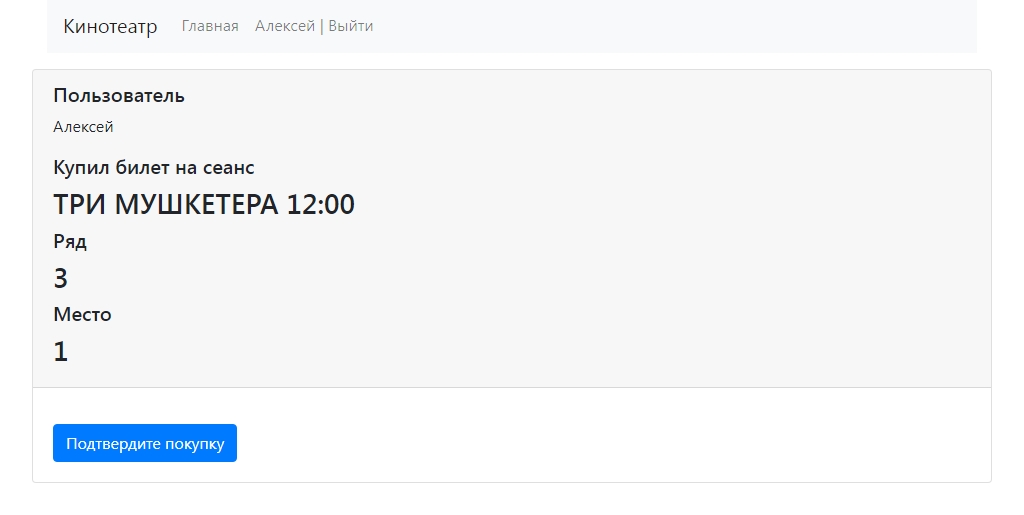 Кинотеатр Главная Алексей | Выйти
Пользователь
Алексей
Купил билет на сеанс
ТРИ МУШКЕТЕРА 12:00
Ряд
3
Место
1
Подтвердите покупку